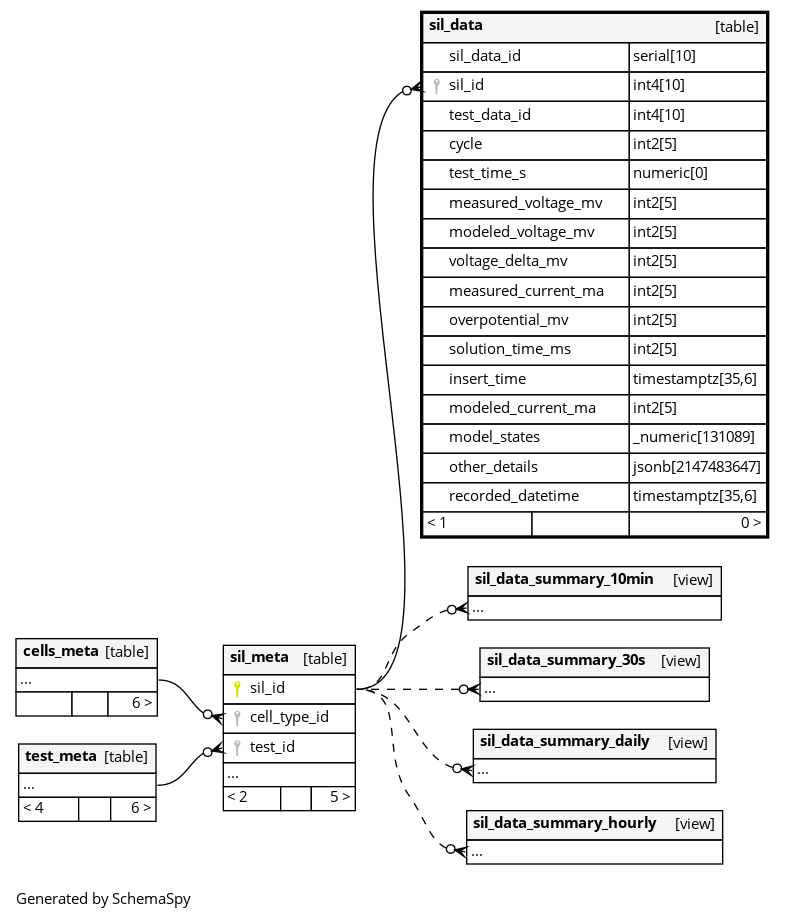 sil_data [table]
sil_data_id serial[10]
sil_id int4[10]
test_data_id int4[10]
cycle int2[5]
test_time_s numeric[0]
measured_voltage_mv int2[5]
modeled_voltage_mv int2[5]
voltage_delta_mv int2[5]
measured_current_ma int2[5]
overpotential_mv int2[5]
solution_time_ms int2[5]
insert_time timestamptz[35,6]
modeled_current_ma int2[5]
model_states _numeric[131089]
other_details jsonb[2147483647]
recorded_datetime timestamptz[35,6]
< 1 0 >
sil_data_summary_10min [view]
...
cells_meta [table]
...
6 >
sil_meta [table]
sil_id
cell_type_id
test_id
...
< 2 5 >
sil_data_summary_30s [view]
...
test_meta [table]
...
< 4 6 >
sil_data_summary_daily [view]
...
sil_data_summary_hourly [view]
...
Generated by SchemaSpy